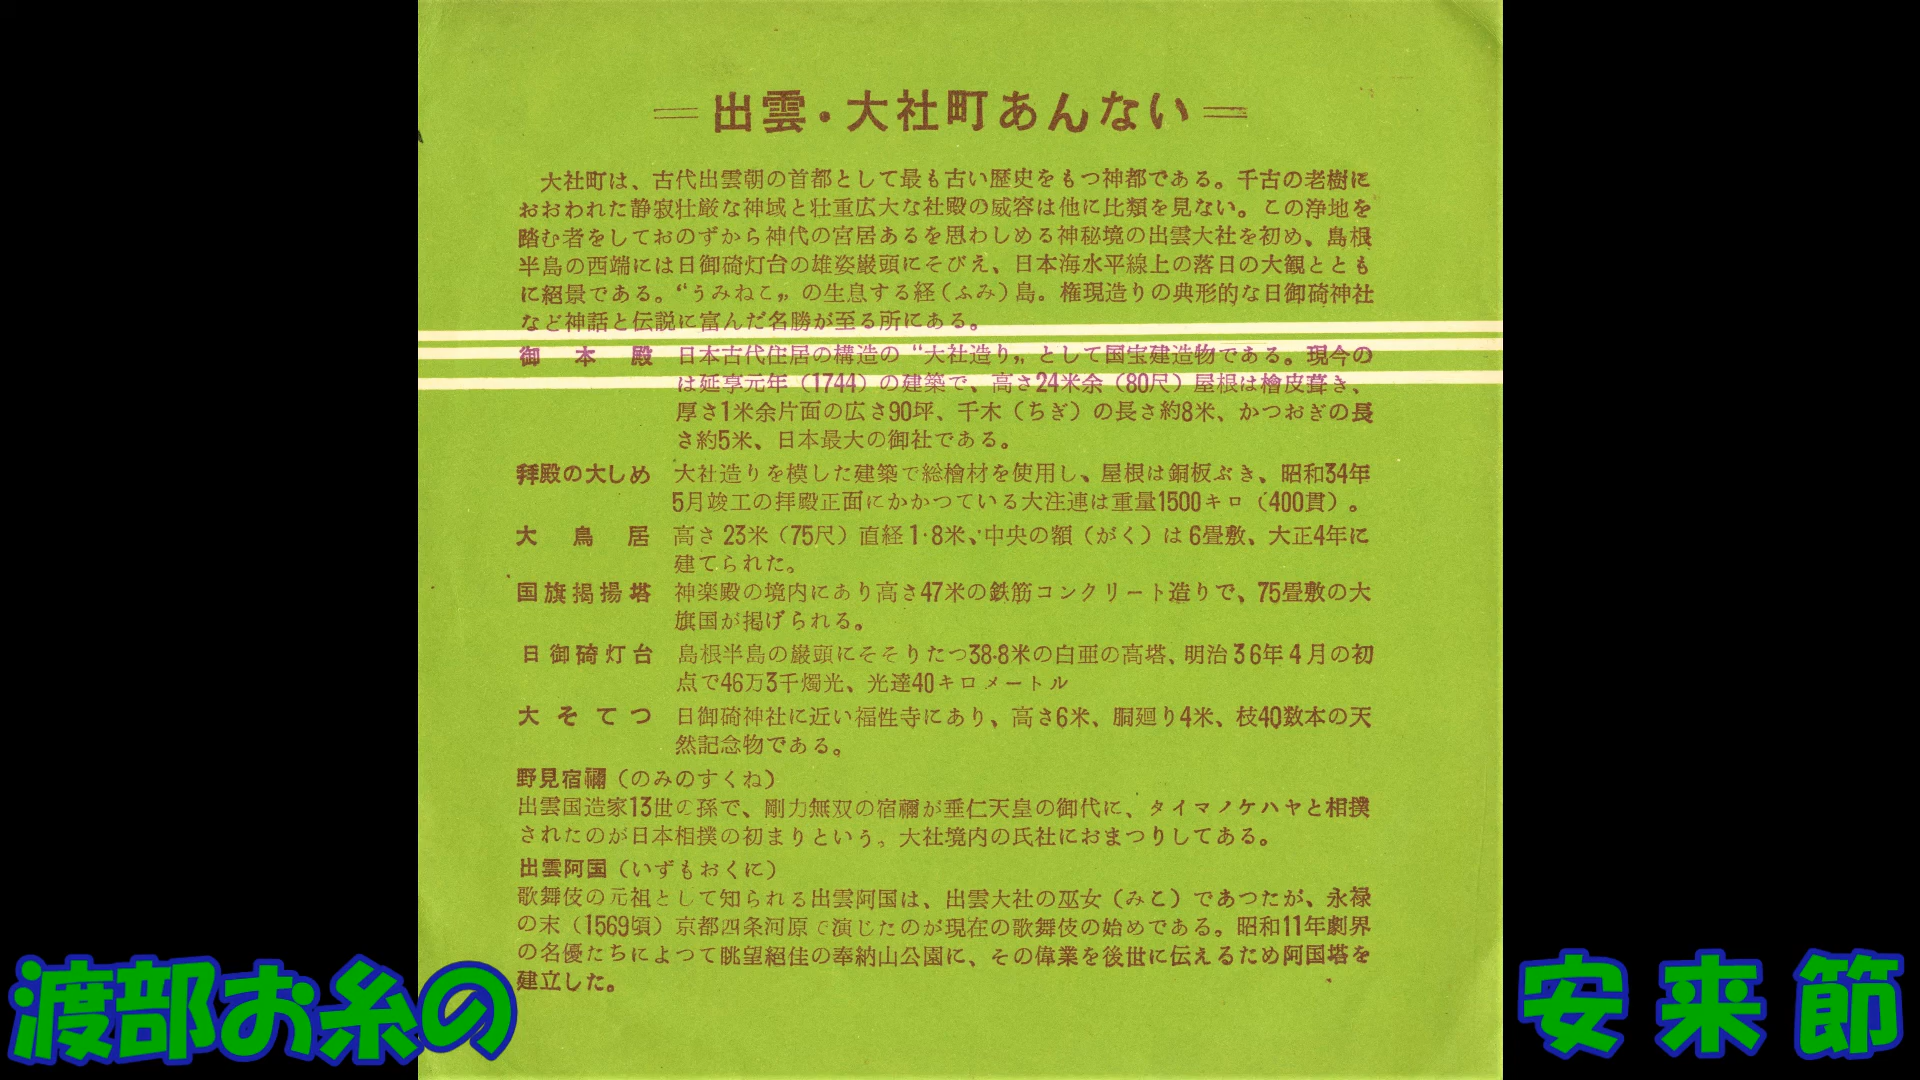 ＝出雲・大社町あんない＝
大社町は、古代出雲朝の首都として最も古い歴史をもつ神都である。千古の老樹に
おおわれた静寂壮厳な神域と壮重広大な社殿の威容は他に比類を見ない。この浄地を
踏む者をしておのずから神代の宮居あるを思わしめる神秘境の出雲大社を初め、島根
半島の西端には日御碕灯台の雄姿巌頭にそびえ、日本海水平線上の落日の大観ととも
に絶景である。“うみねこ„の生息する経(ふみ)島。権現造りの典形的な日御碕神社
など神話と伝説に富んだ名勝が至る所にある。
御本殿 日本古代住居の構造の“大社造り„として国宝建造物である。現今の
は延享元年（1744）の建築で、高さ24米余（80尺）屋根は檜皮葺き、
厚さ1米余片面の広さ90坪、千木（ちぎ）の長さ約8米、かつおぎの長
さ約5米、日本最大の御社である。
拝殿の大しめ 大社造りを模した建築で総檜材を使用し、屋根は銅板ぶき、昭和34年
5月竣工の拝殿正面にかかつている大注連は重量1500キロ（400貫）。
大鳥居 高さ23米（75尺）直経1·8米、中央の額（がく）は6畳敷、大正4年に
建てられた。
国旗掲揚塔 神楽殿の境内にあり高さ47米の鉄筋コンクリート造りで、75畳敷の大
旗国が掲げられる。
日御碕灯台 島根半島の巌頭にそそりたつ38·8米の白亜の高塔、明治36年4月の初
点で46万3千燭光、光達40キロメートル
大そてつ 日御碕神社に近い福性寺にあり、高さ6米、胴廻り4米、枝40数本の天
然記念物である。
野見宿禰（のみのすくね）
出雲国造家13世の孫で、剛力無双の宿禰が垂仁天皇の御代に、タイマノケハヤと相撲
されたのが日本相撲の初まりという。大社境内の氏社におまつりしてある。
出雲阿国（いずもおくに）
歌舞伎の元祖として知られる出雲阿国は、出雲大社の巫女（みこ）であつたが、永禄
の末（1569頃）京都四条河原で演じたのが現在の歌舞伎の始めである。昭和11年劇界
の名優たちによつて眺望絶佳の奉納山公園に、その偉業を後世に伝えるため阿国塔を
建立した。
渡部お糸の
安来節